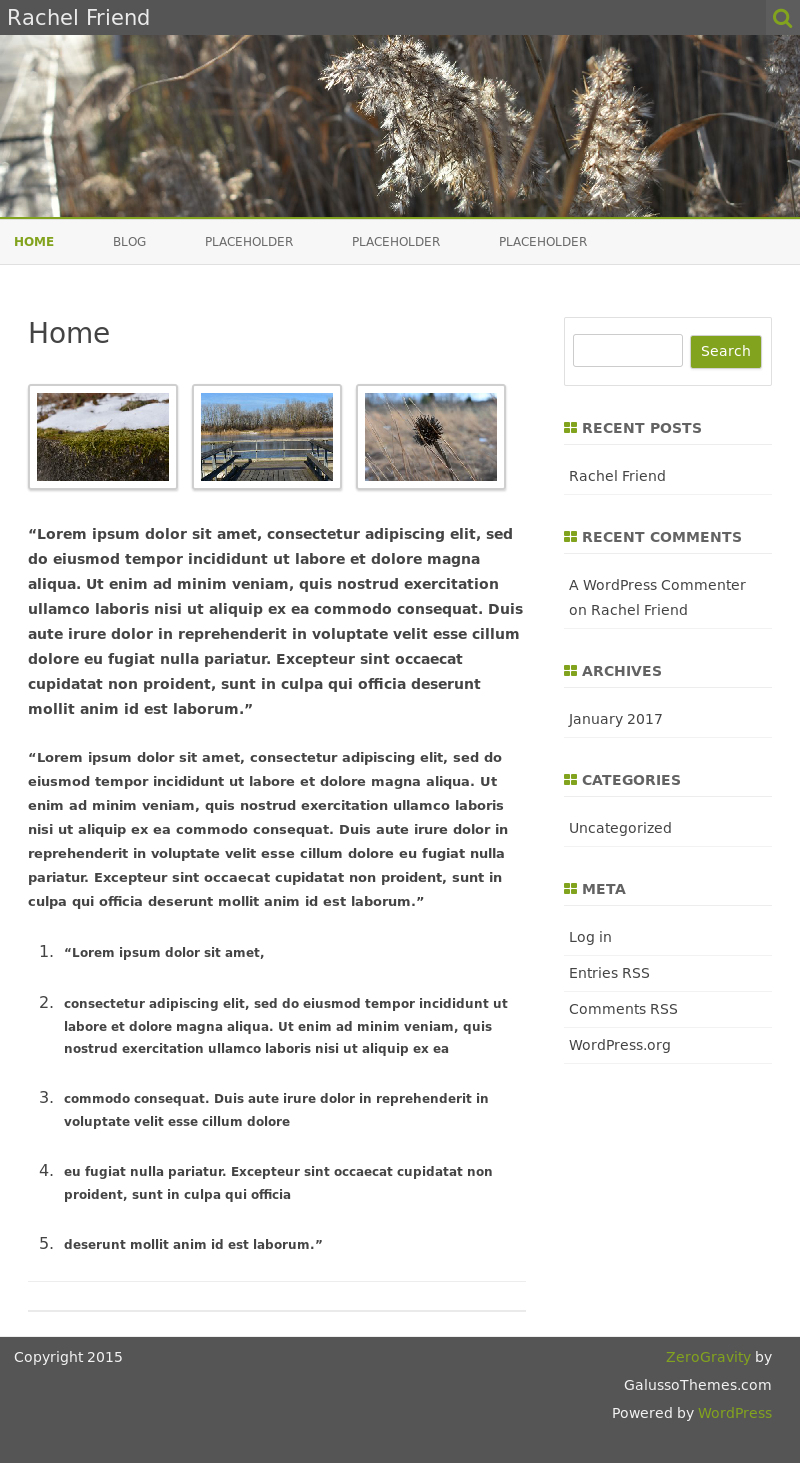 Rachel Friend
HOME
BLOG
PLACEHOLDER
PLACEHOLDER
PLACEHOLDER
Home
“Lorem ipsum dolor sit amet, consectetur adipiscing elit, sed
do eiusmod tempor incididunt ut labore et dolore magna
aliqua. Ut enim ad minim veniam, quis nostrud exercitation
ullamco laboris nisi ut aliquip ex ea commodo consequat. Duis
aute irure dolor in reprehenderit in voluptate velit esse cillum
dolore eu fugiat nulla pariatur. Excepteur sint occaecat
cupidatat non proident, sunt in culpa qui officia deserunt
mollit anim id est laborum.”
“Lorem ipsum dolor sit amet, consectetur adipiscing elit, sed do
eiusmod tempor incididunt ut labore et dolore magna aliqua. Ut
enim ad minim veniam, quis nostrud exercitation ullamco laboris
nisi ut aliquip ex ea commodo consequat. Duis aute irure dolor in
reprehenderit in voluptate velit esse cillum dolore eu fugiat nulla
pariatur. Excepteur sint occaecat cupidatat non proident, sunt in
culpa qui officia deserunt mollit anim id est laborum.”
1. “Lorem ipsum dolor sit amet,
2. consectetur adipiscing elit, sed do eiusmod tempor incididunt ut
labore et dolore magna aliqua. Ut enim ad minim veniam, quis
nostrud exercitation ullamco laboris nisi ut aliquip ex ea
3. commodo consequat. Duis aute irure dolor in reprehenderit in
voluptate velit esse cillum dolore
4. eu fugiat nulla pariatur. Excepteur sint occaecat cupidatat non
proident, sunt in culpa qui officia
5. deserunt mollit anim id est laborum.”
Search
RECENT POSTS
Rachel Friend
RECENT COMMENTS
A WordPress Commenter
on Rachel Friend
ARCHIVES
January 2017
CATEGORIES
Uncategorized
META
Log in
Entries RSS
Comments RSS
WordPress.org
Copyright 2015
ZeroGravity by
GalussoThemes.com
Powered by WordPress